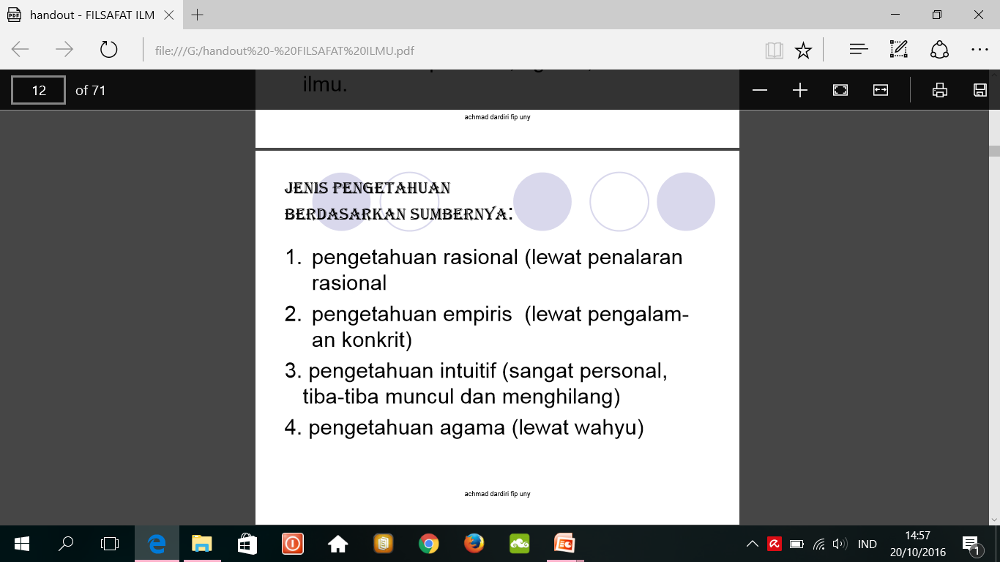 handout - FILSAFAT ILM
file:///G:/handout%20-%20FILSAFAT%20ILMU.pdf
12 of 71
ilmu.
achmad dardiri fip uny
JENIS PENGETAHUAN
BERDASARKAN SUMBERNYA:
1. pengetahuan rasional (lewat penalaran
rasional
2. pengetahuan empiris (lewat pengalam-
an konkrit)
3. pengetahuan intuitif (sangat personal,
tiba-tiba muncul dan menghilang)
4. pengetahuan agama (lewat wahyu)
achmad dardiri fip uny
IND
14:57
20/10/2016
1